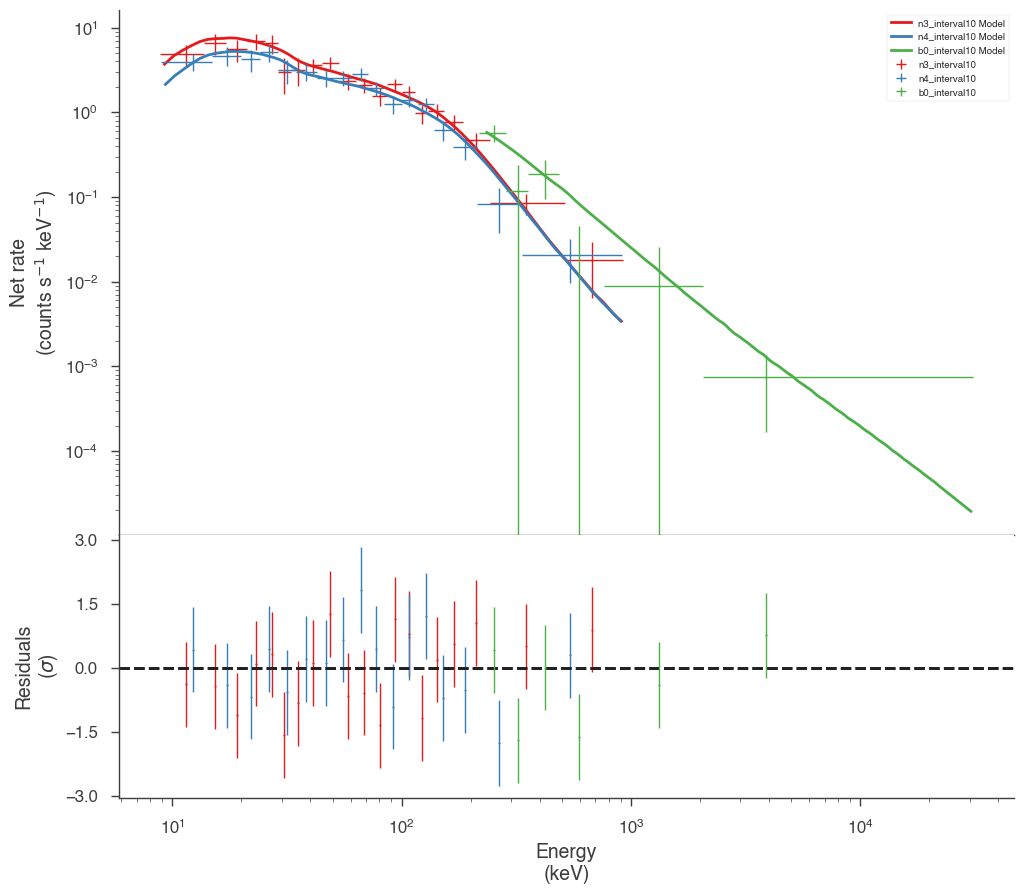 n3_interval10 Model
n4_interval10 Model
b0_interval10 Model
n3_interval10
n4_interval10
b0_interval10
10¹
10⁰
10⁻¹
10⁻²
10⁻³
10⁻⁴
Net rate
(counts s⁻¹ keV⁻¹)
3.0
1.5
0.0
−1.5
−3.0
Residuals
(σ)
10¹ 10² 10³ 10⁴
Energy
(keV)